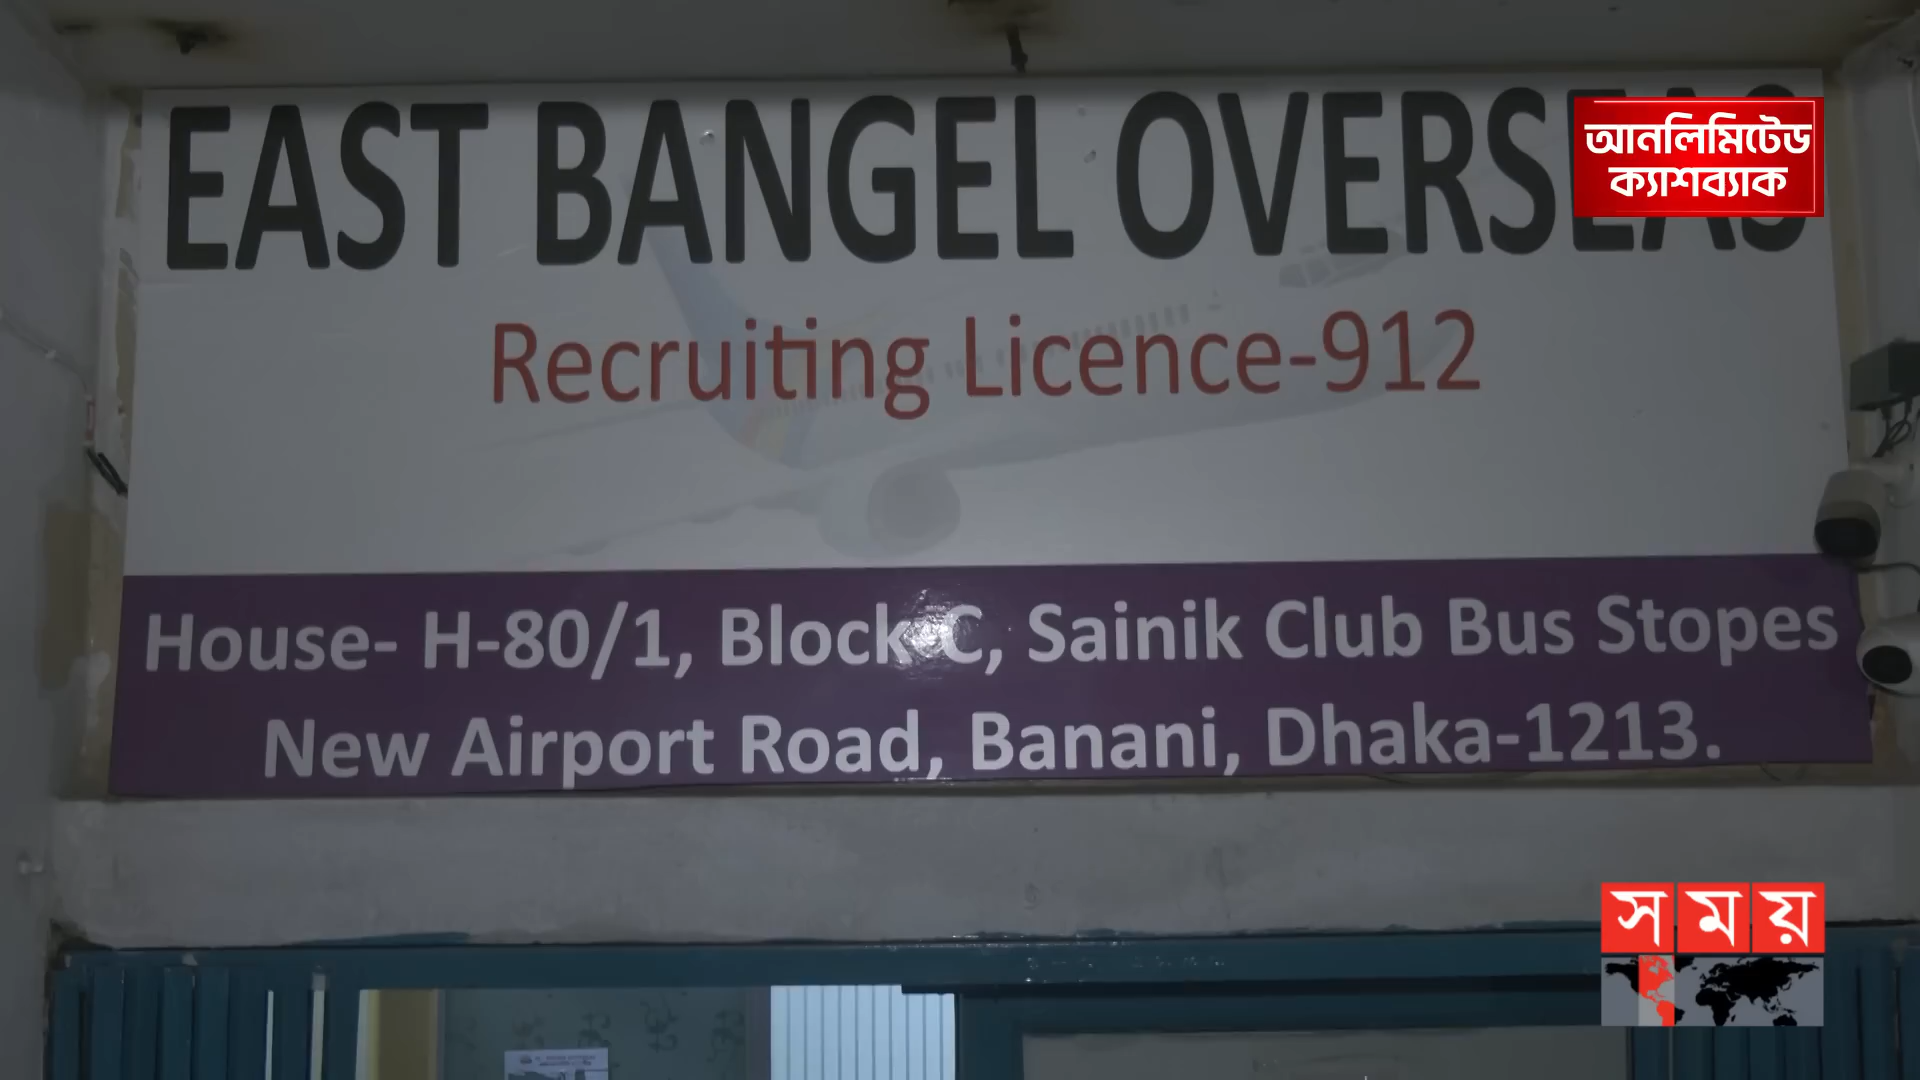 EAST BANGEL OVERSEAS
আনলিমিটেড
ক্যাশব্যাক
Recruiting Licence-912
House- H-80/1, Block C, Sainik Club Bus Stopes
New Airport Road, Banani, Dhaka-1213.
সময়